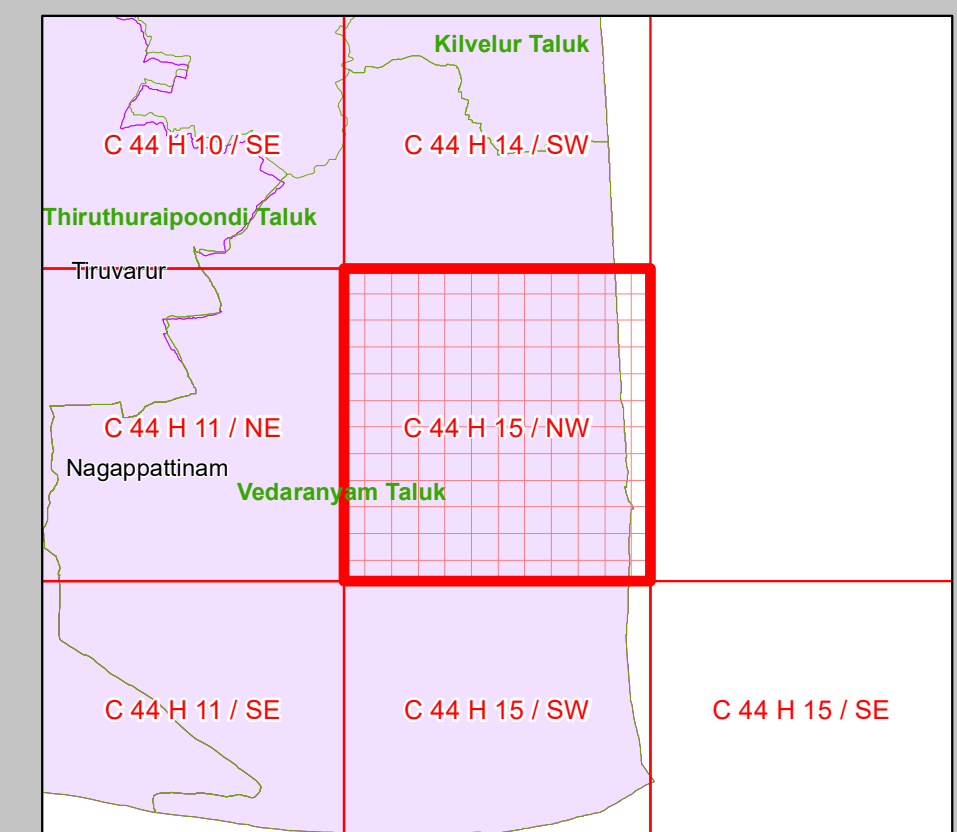 Kilvelur Taluk
C 44 H 10 / SE
C 44 H 14 / SW
Thiruthuraipoondi Taluk
Tiruvarur
C 44 H 11 / NE
C 44 H 15 / NW
Nagappattinam
Vedaranyam Taluk
C 44 H 11 / SE
C 44 H 15 / SW
C 44 H 15 / SE